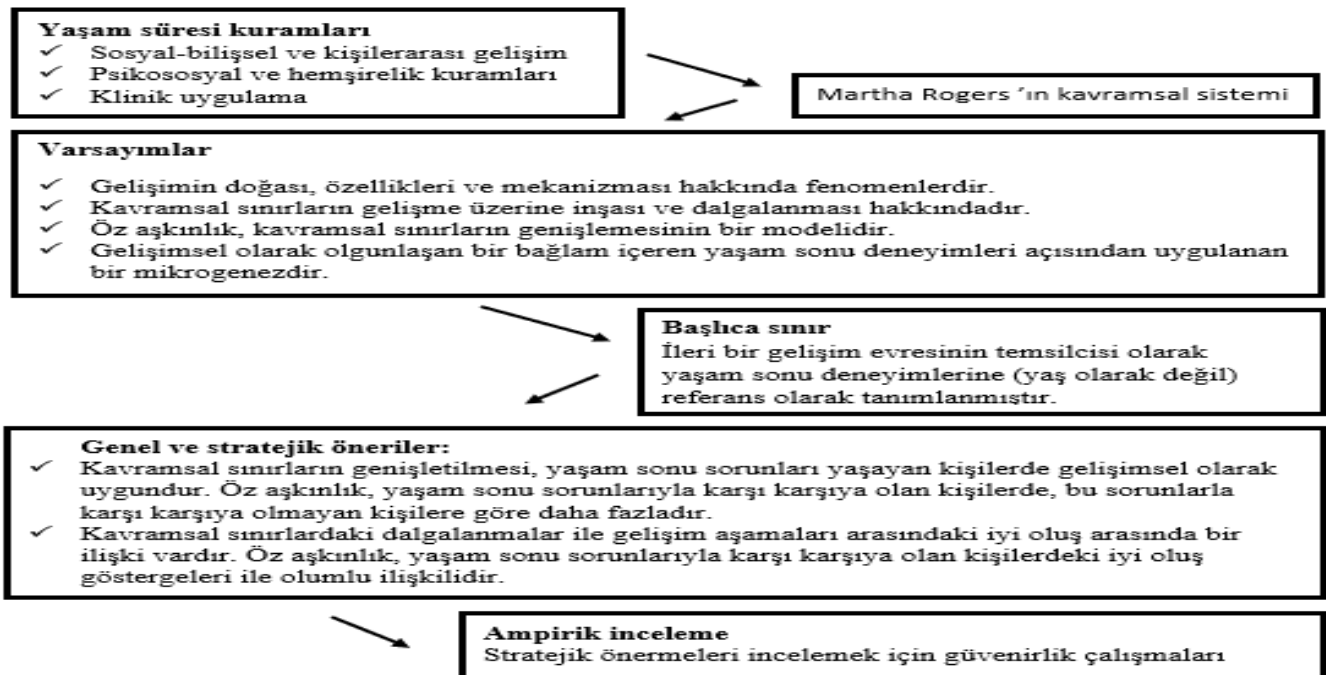 Yaşam süresi kuramları
✓ Sosyal-bilişsel ve kişilerarası gelişim
✓ Psikososyal ve hemşirelik kuramları
✓ Klinik uygulama
Martha Rogers ’ın kavramsal sistemi
Varsayımlar
✓ Gelişimin doğası, özellikleri ve mekanizması hakkında fenomenlerdir.
✓ Kavramsal sınırların gelişme üzerine inşası ve dalgalanması hakkındadır.
✓ Öz aşkınlık, kavramsal sınırların genişlemesinin bir modelidir.
✓ Gelişimsel olarak olgunlaşan bir bağlam içeren yaşam sonu deneyimleri açısından uygulanan
bir mikrogenezdir.
Başlıca sınır
İleri bir gelişim evresinin temsilcisi olarak
yaşam sonu deneyimlerine (yaş olarak değil)
referans olarak tanımlanmıştır.
Genel ve stratejik öneriler:
✓ Kavramsal sınırların genişletilmesi, yaşam sonu sorunları yaşayan kişilerde gelişimsel olarak
uygundur. Öz aşkınlık, yaşam sonu sorunlarıyla karşı karşıya olan kişilerde, bu sorunlarla
karşı karşıya olmayan kişilere göre daha fazladır.
✓ Kavramsal sınırlardaki dalgalanmalar ile gelişim aşamaları arasındaki iyi oluş arasında bir
ilişki vardır. Öz aşkınlık, yaşam sonu sorunlarıyla karşı karşıya olan kişilerdeki iyi oluş
göstergeleri ile olumlu ilişkilidir.
Ampirik inceleme
Stratejik önermeleri incelemek için güvenirlik çalışmaları